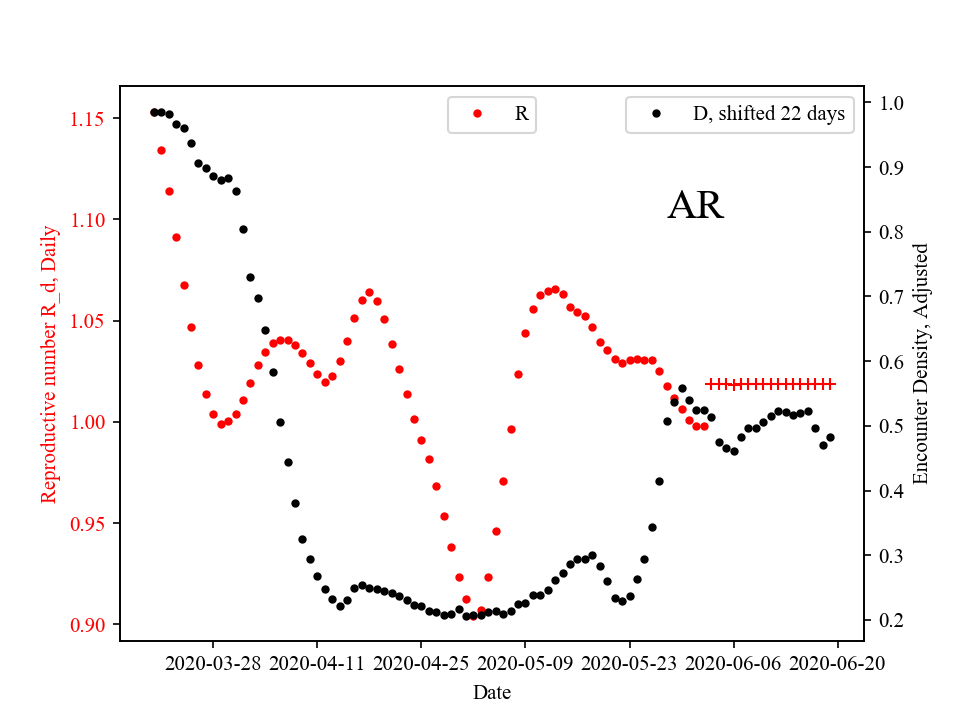 R
D, shifted 22 days
AR
Reproductive number R_d, Daily
1.15
1.10
1.05
1.00
0.95
0.90
Encounter Density, Adjusted
1.0
0.9
0.8
0.7
0.6
0.5
0.4
0.3
0.2
2020-03-28 2020-04-11 2020-04-25 2020-05-09 2020-05-23 2020-06-06 2020-06-20
Date